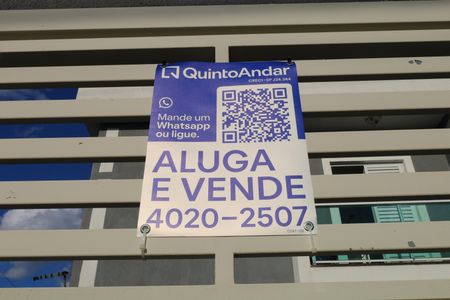 QuintoAndar
CRECI-SP J24.344
Mande um
Whatsapp
ou ligue.
ALUGA
E VENDE
4020-2507